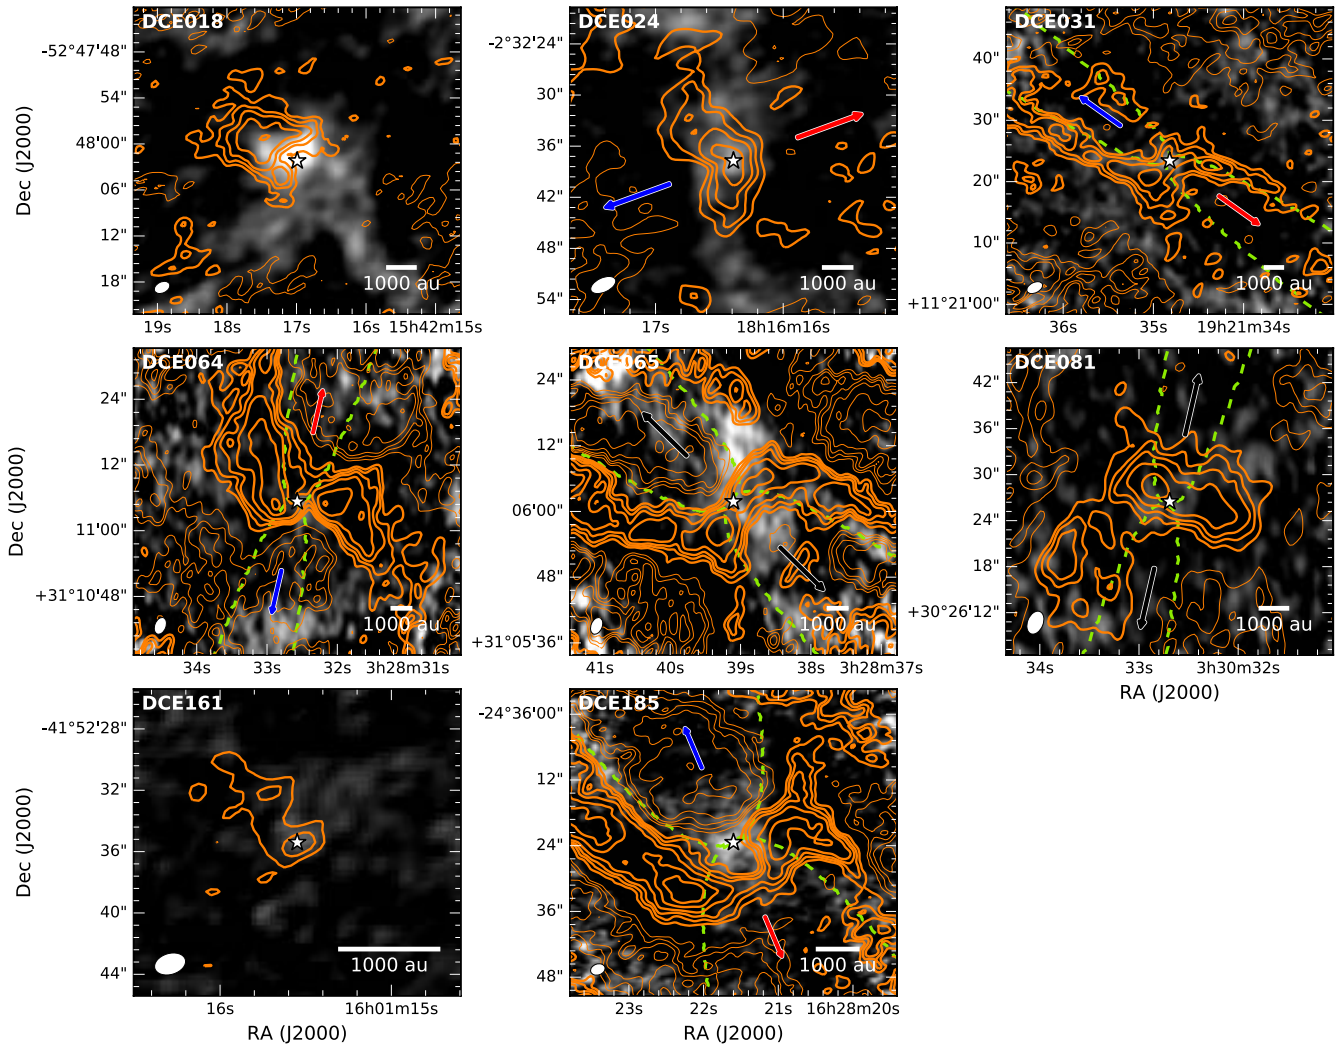 DCE018
-52°47'48"
54"
48'00"
06"
12"
18"
1000 au
19s
18s
17s
16s
15h42m15s
Dec (J2000)
DCE024
-2°32'24"
30"
36"
42"
48"
54"
1000 au
17s
18h16m16s
DCE031
40"
30"
20"
10"
+11°21'00"
1000 au
36s
35s
19h21m34s
DCE064
24"
12"
11'00"
+31°10'48"
1000 au
34s
33s
32s
3h28m31s
Dec (J2000)
DCE065
24"
12"
06'00"
48"
+31°05'36"
1000 au
41s
40s
39s
38s
3h28m37s
DCE081
42"
36"
30"
24"
18"
+30°26'12"
1000 au
34s
33s
3h30m32s
RA (J2000)
DCE161
-41°52'28"
32"
36"
40"
44"
1000 au
16s
16h01m15s
Dec (J2000)
RA (J2000)
DCE185
-24°36'00"
12"
24"
36"
48"
1000 au
23s
22s
21s
16h28m20s
RA (J2000)